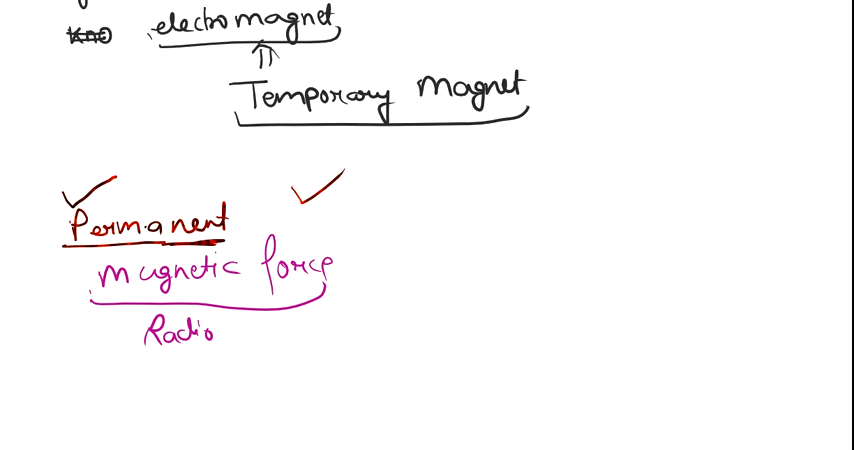 electromagnet
Temporary Magnet
Permanent
magnetic force
Radio